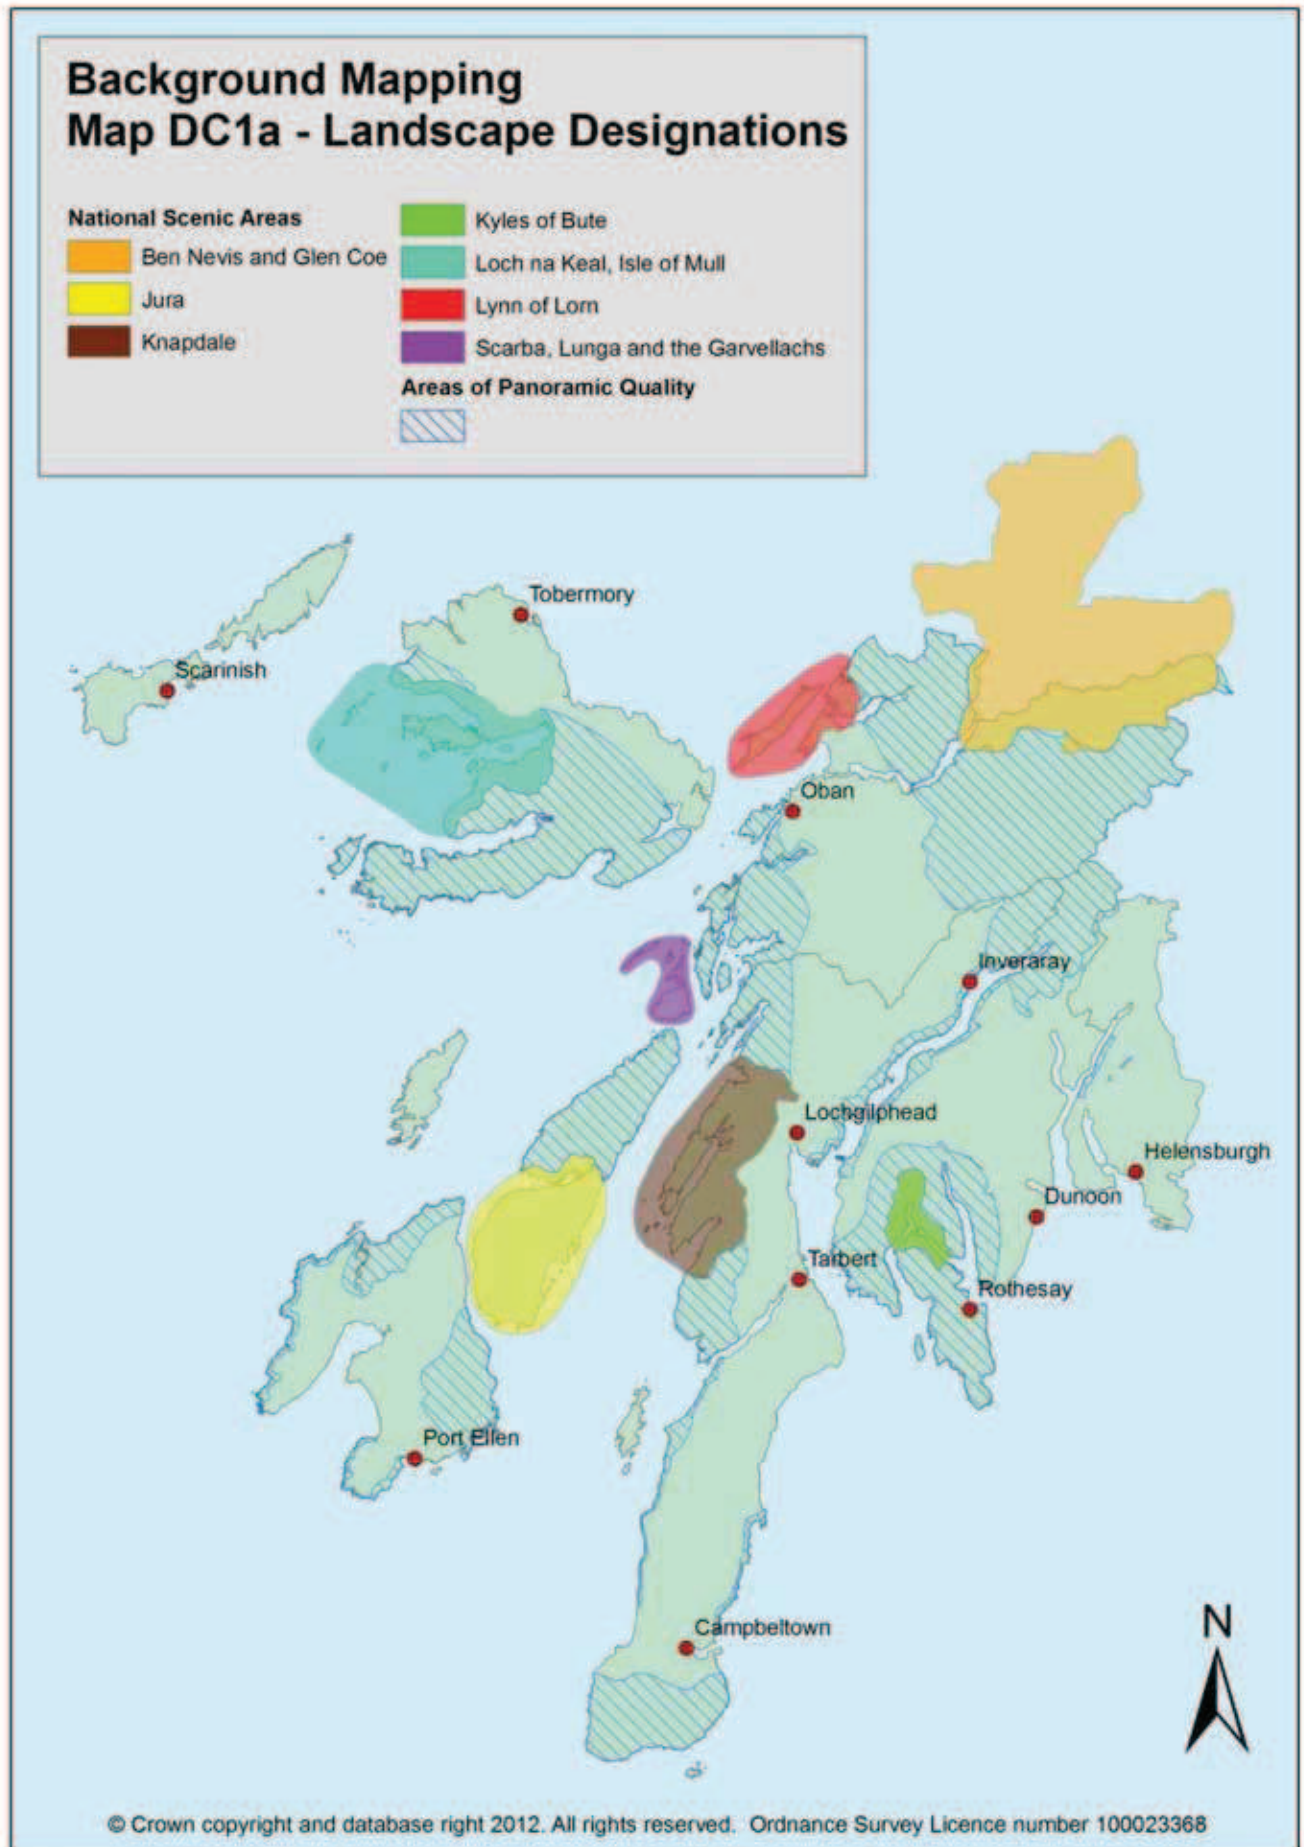 Background Mapping
Map DC1a - Landscape Designations
National Scenic Areas
Ben Nevis and Glen Coe
Jura
Knapdale
Kyles of Bute
Loch na Keal, Isle of Mull
Lynn of Lorn
Scarba, Lunga and the Garvellachs
Areas of Panoramic Quality
Tobermory
Scarinish
Oban
Inveraray
Lochgilphead
Helensburgh
Dunoon
Tarbert
Rothesay
Port Ellen
Campbeltown
N
© Crown copyright and database right 2012. All rights reserved. Ordnance Survey Licence number 100023368